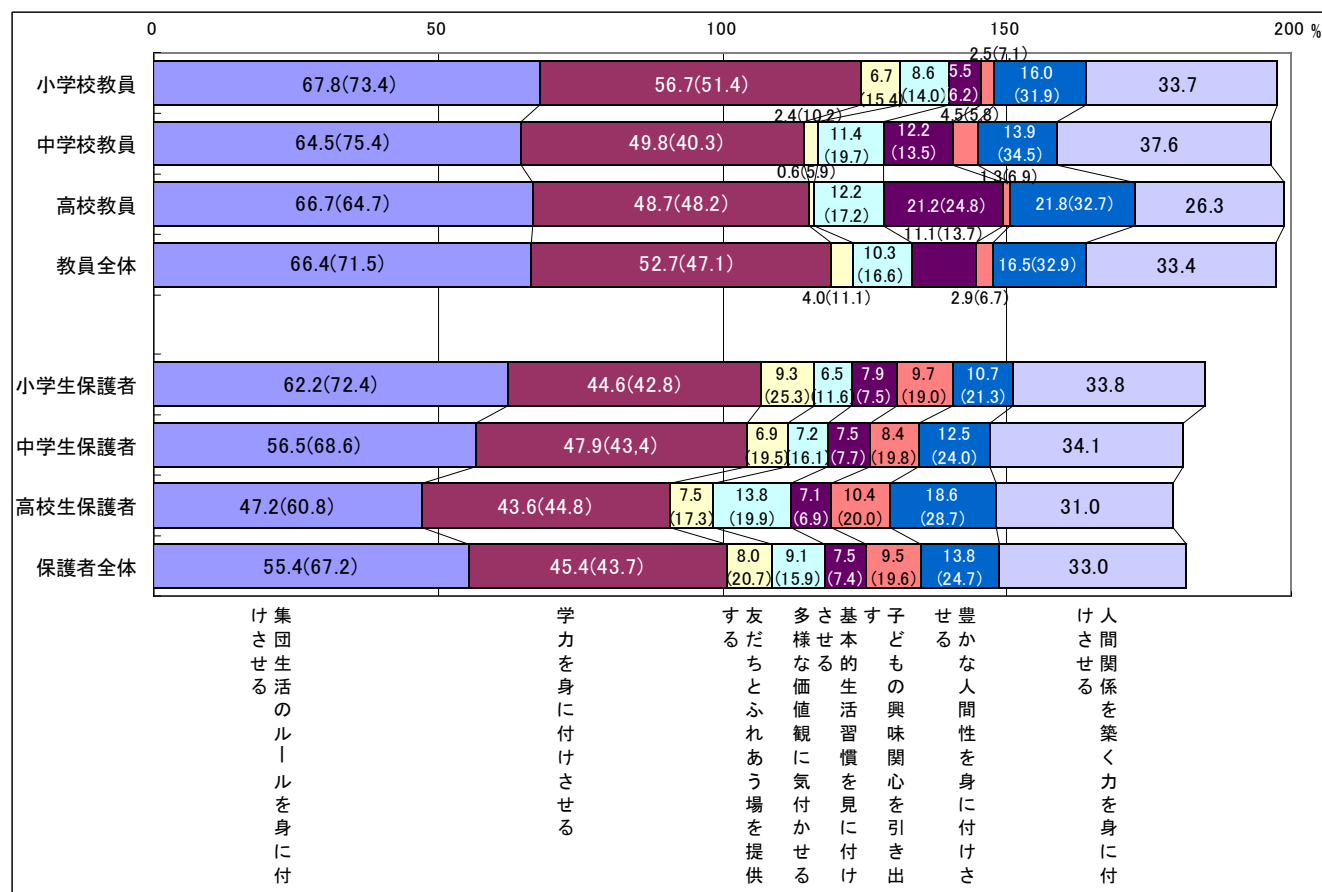 0 50 100 150 200 %
2.5(7.1)
小学校教員 67.8(73.4) 56.7(51.4) 6.7 8.6 5.5 16.0 33.7
(15.4) (14.0) (6.2) (31.9)
2.4(10.2) 4.5(5.8)
中学校教員 64.5(75.4) 49.8(40.3) 11.4 12.2 13.9 37.6
(19.7) (13.5) (34.5)
0.6(5.9) 1.3(6.9)
高校教員 66.7(64.7) 48.7(48.2) 12.2 21.2(24.8) 21.8(32.7) 26.3
(17.2)
11.1(13.7)
教員全体 66.4(71.5) 52.7(47.1) 10.3 16.5(32.9) 33.4
(16.6)
4.0(11.1) 2.9(6.7)
小学生保護者 62.2(72.4) 44.6(42.8) 9.3 6.5 7.9 9.7 10.7 33.8
(25.3) (11.6) (7.5) (19.0) (21.3)
中学生保護者 56.5(68.6) 47.9(43,4) 6.9 7.2 7.5 8.4 12.5 34.1
(19.5) (16.1) (7.7) (19.8) (24.0)
高校生保護者 47.2(60.8) 43.6(44.8) 7.5 13.8 7.1 10.4 18.6 31.0
(17.3) (19.9) (6.9) (20.0) (28.7)
保護者全体 55.4(67.2) 45.4(43.7) 8.0 9.1 7.5 9.5 13.8 33.0
(20.7) (15.9) (7.4) (19.6) (24.7)
集団生活のルールを身に付
けさせる
学力を身に付けさせる
友だちとふれあう場を提供
する
多様な価値観に気付かせる
基本的生活習慣を見に付け
させる
子どもの興味関心を引き出
す
豊かな人間性を身に付けさ
せる
人間関係を築く力を身に付
けさせる